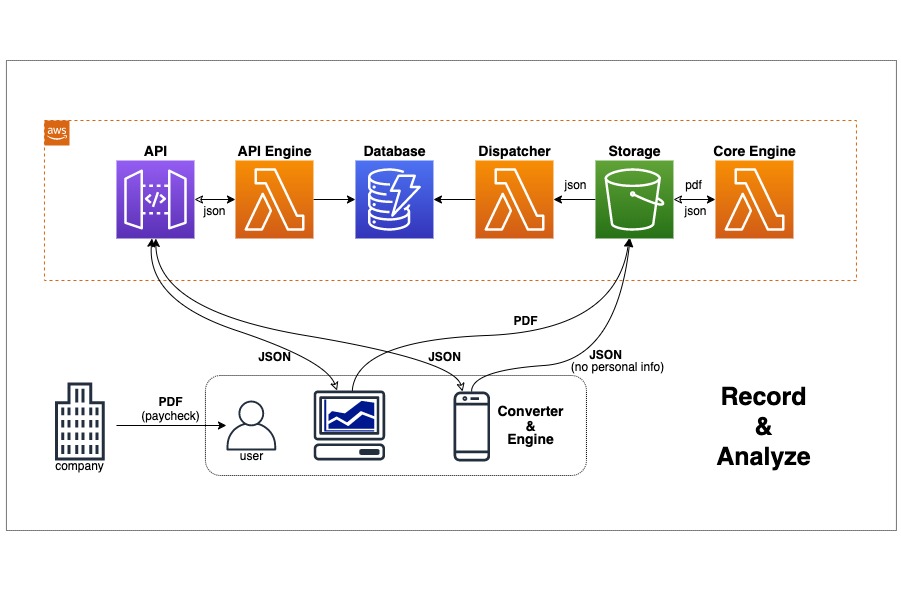 aws
API
API Engine
Database
Dispatcher
Storage
Core Engine
json
json
pdf
json
PDF
JSON
JSON
JSON
(no personal info)
PDF
(paycheck)
company
user
Converter
&
Engine
Record
&
Analyze